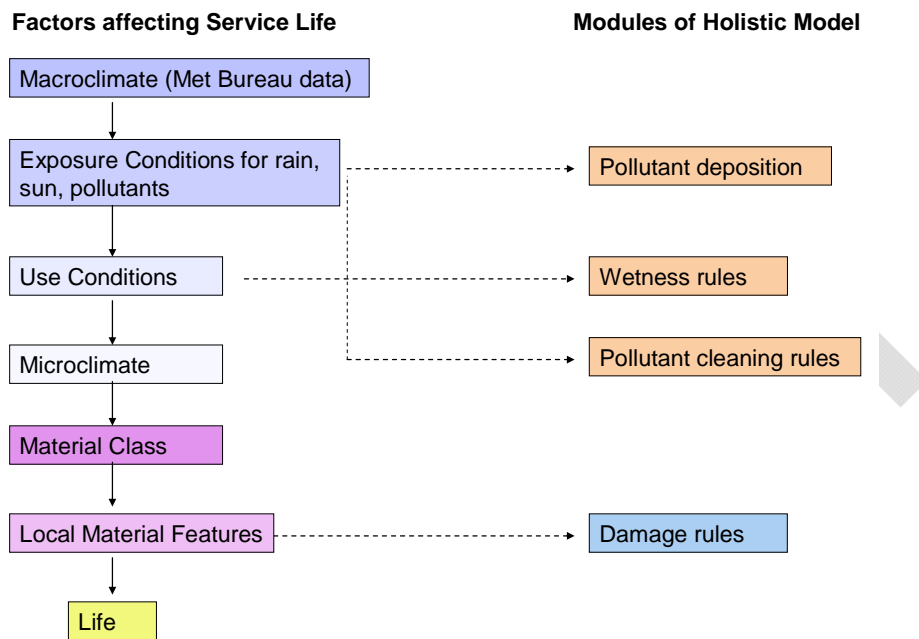 Factors affecting Service Life
Modules of Holistic Model
Macroclimate (Met Bureau data)
Exposure Conditions for rain,
sun, pollutants
Pollutant deposition
Use Conditions
Wetness rules
Microclimate
Pollutant cleaning rules
Material Class
Local Material Features
Damage rules
Life